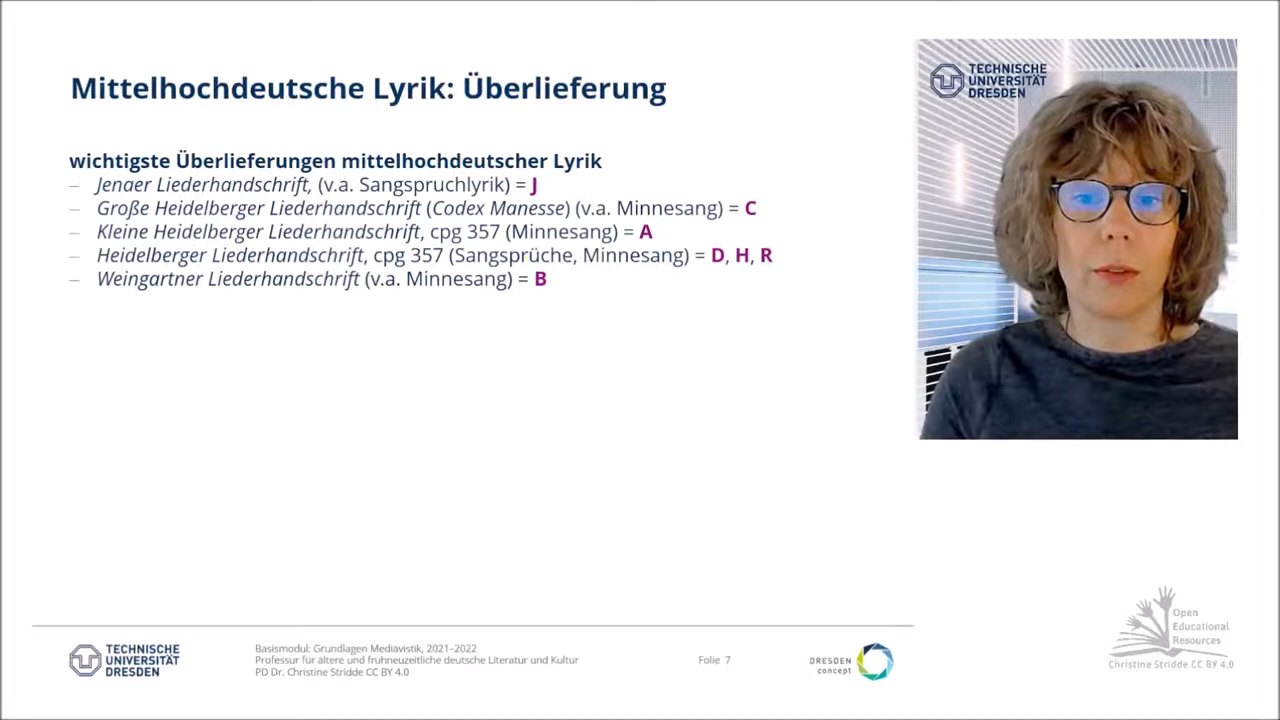 Mittelhochdeutsche Lyrik: Überlieferung
wichtigste Überlieferungen mittelhochdeutscher Lyrik
– Jenaer Liederhandschrift, (v.a. Sangspruchlyrik) = J
– Große Heidelberger Liederhandschrift (Codex Manesse) (v.a. Minnesang) = C
– Kleine Heidelberger Liederhandschrift, cpg 357 (Minnesang) = A
– Heidelberger Liederhandschrift, cpg 357 (Sangsprüche, Minnesang) = D, H, R
– Weingartner Liederhandschrift (v.a. Minnesang) = B
TECHNISCHE
UNIVERSITÄT
DRESDEN
TECHNISCHE
UNIVERSITÄT
DRESDEN
Basismodul: Grundlagen Mediävistik, 2021–2022
Professur für ältere und frühneuzeitliche deutsche Literatur und Kultur
PD Dr. Christine Stridde CC BY 4.0
Folie 7
DRESDEN
concept
Open
Educational
Resources
Christine Stridde CC BY 4.0